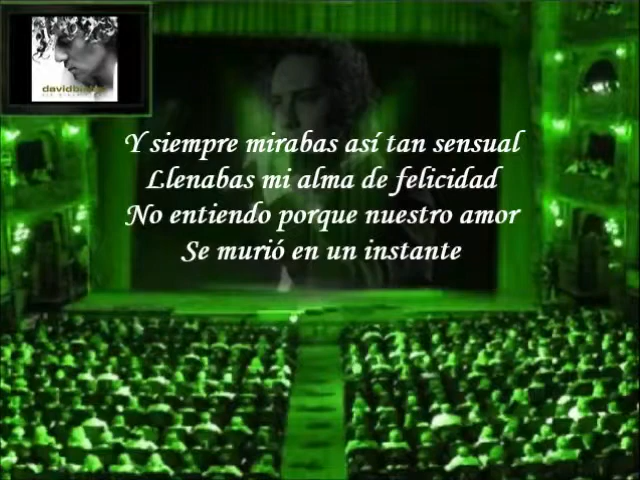 Y siempre mirabas así tan sensual
Llenabas mi alma de felicidad
No entiendo porque nuestro amor
Se murió en un instante